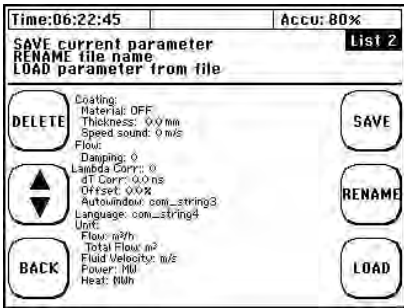 Time:06:22:45
Accu: 80%
SAVE current parameter
List 2
RENAME file name
LOAD parameter from file
DELETE
SAVE
RENAME
BACK
LOAD
Coating:
Material: OFF
Thickness: 0.0 mm
Speed sound: 0 m/s
Flow:
Damping: 0
Lambda Corr.: 0
dT Corr: 0.0 ns
Offset: 0.0%
Autowindow: com_string3
Language: com_string4
Unit:
Flow: m³/h
Total Flow: m³
Fluid Velocity: m/s
Power: MW
Heat: MWh